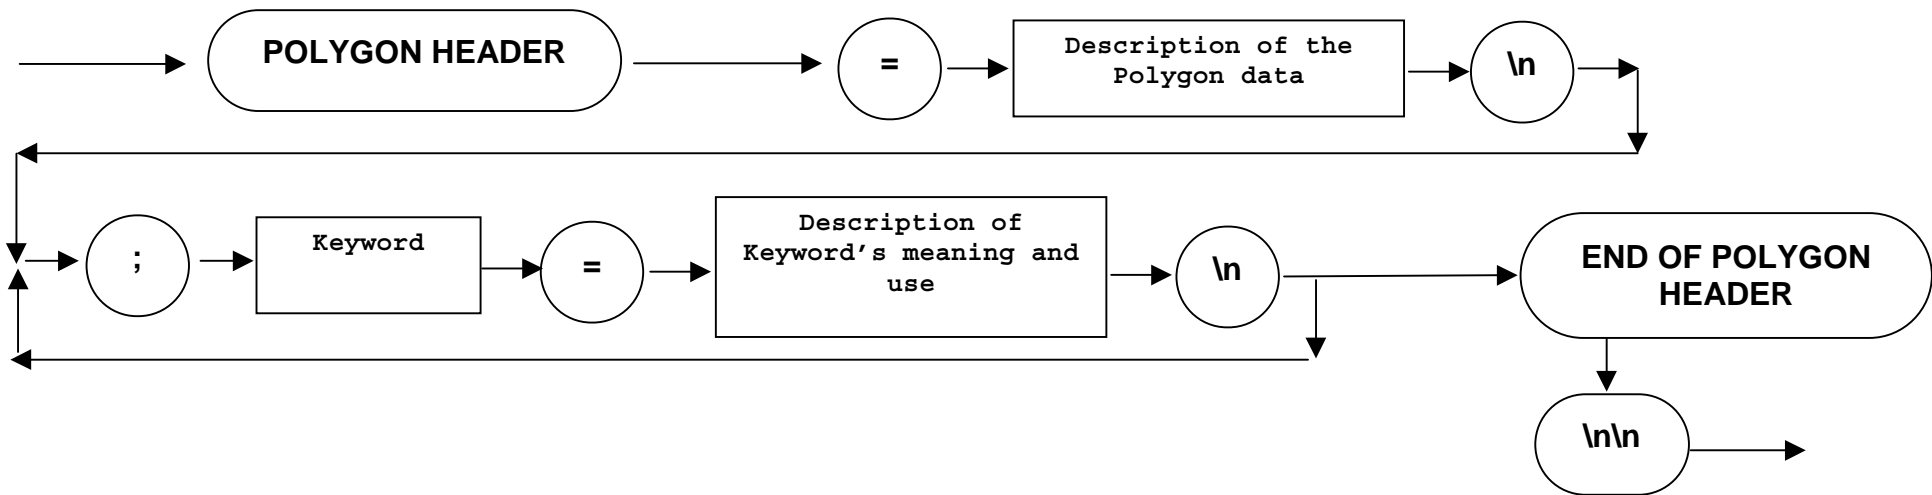 POLYGON HEADER
=
Description of the
Polygon data
\n
;
Keyword
=
Description of
Keyword’s meaning and
use
\n
END OF POLYGON
HEADER
\n\n